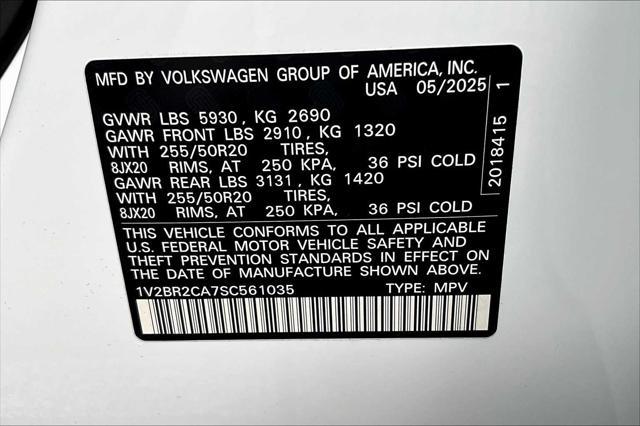 MFD BY VOLKSWAGEN GROUP OF AMERICA, INC.
USA 05/2025
GVWR LBS 5930, KG 2690
GAWR FRONT LBS 2910, KG 1320
WITH 255/50R20 TIRES,
8JX20 RIMS, AT 250 KPA, 36 PSI COLD
GAWR REAR LBS 3131, KG 1420
WITH 255/50R20 TIRES,
8JX20 RIMS, AT 250 KPA, 36 PSI COLD
THIS VEHICLE CONFORMS TO ALL APPLICABLE
U.S. FEDERAL MOTOR VEHICLE SAFETY AND
THEFT PREVENTION STANDARDS IN EFFECT ON
THE DATE OF MANUFACTURE SHOWN ABOVE.
1V2BR2CA7SC561035 TYPE: MPV
2018415 1